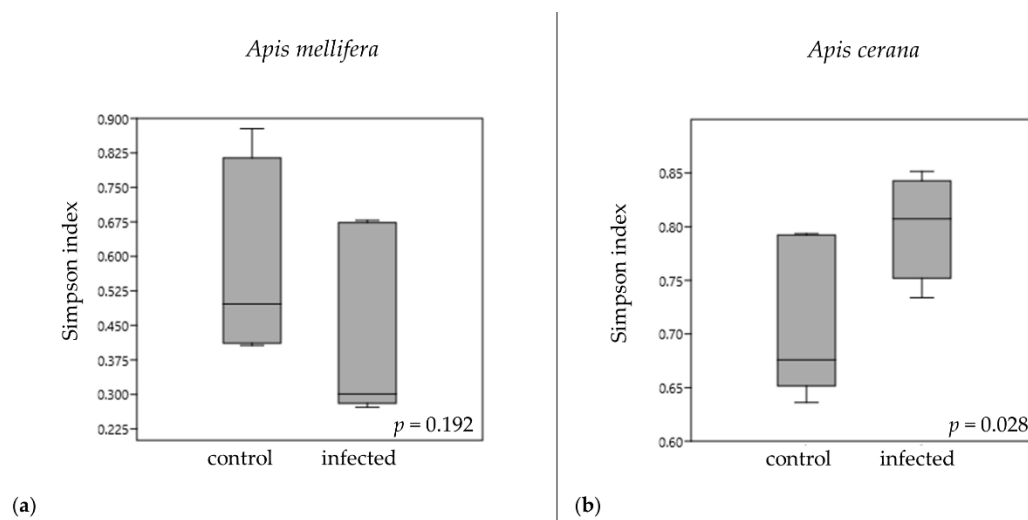 Apis mellifera
Simpson index
0.900
0.825
0.750
0.675
0.600
0.525
0.450
0.375
0.300
0.225
p = 0.192
control infected
(a)
Apis cerana
Simpson index
0.85
0.80
0.75
0.70
0.65
0.60
p = 0.028
control infected
(b)